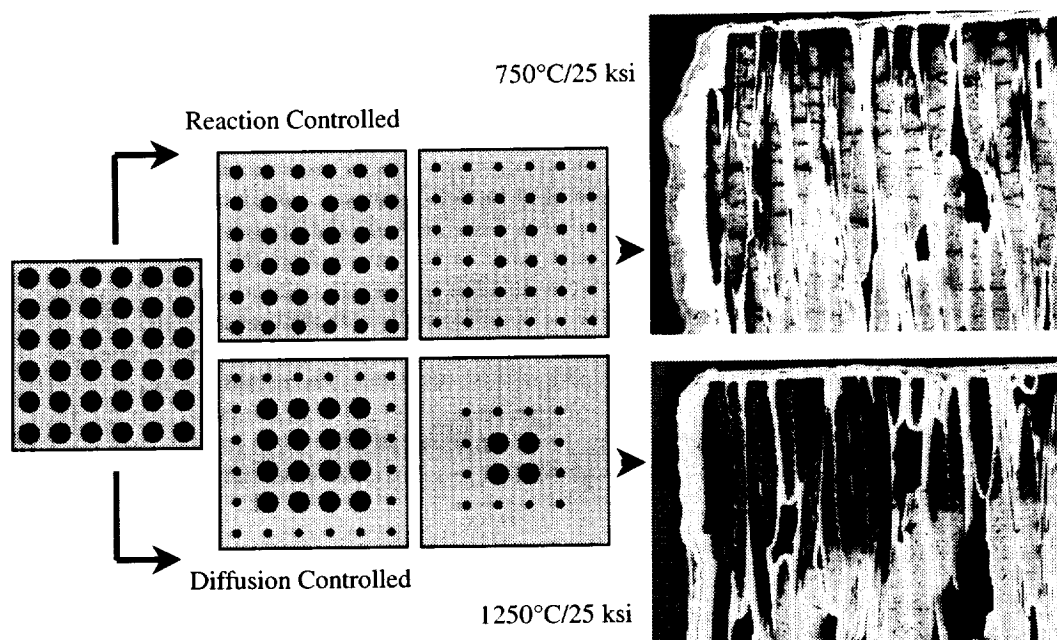 750°C/25 ksi
Reaction Controlled
Diffusion Controlled
1250°C/25 ksi